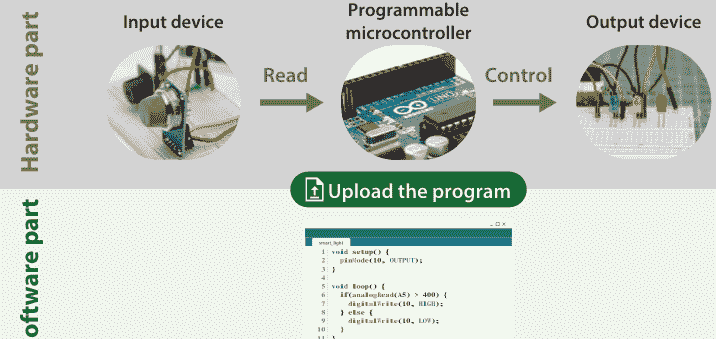 Hardware part
Input device
Programmable
microcontroller
Output device
Read
Control
UNO
Upload the program
oftware part
smart_light
1 void setup() {
2 pinMode(10, OUTPUT);
3 }
4
5 void loop() {
6 if(analogRead(A5) > 400) {
7 digitalWrite(10, HIGH);
8 } else {
9 digitalWrite(10, LOW);
10 }
11 }